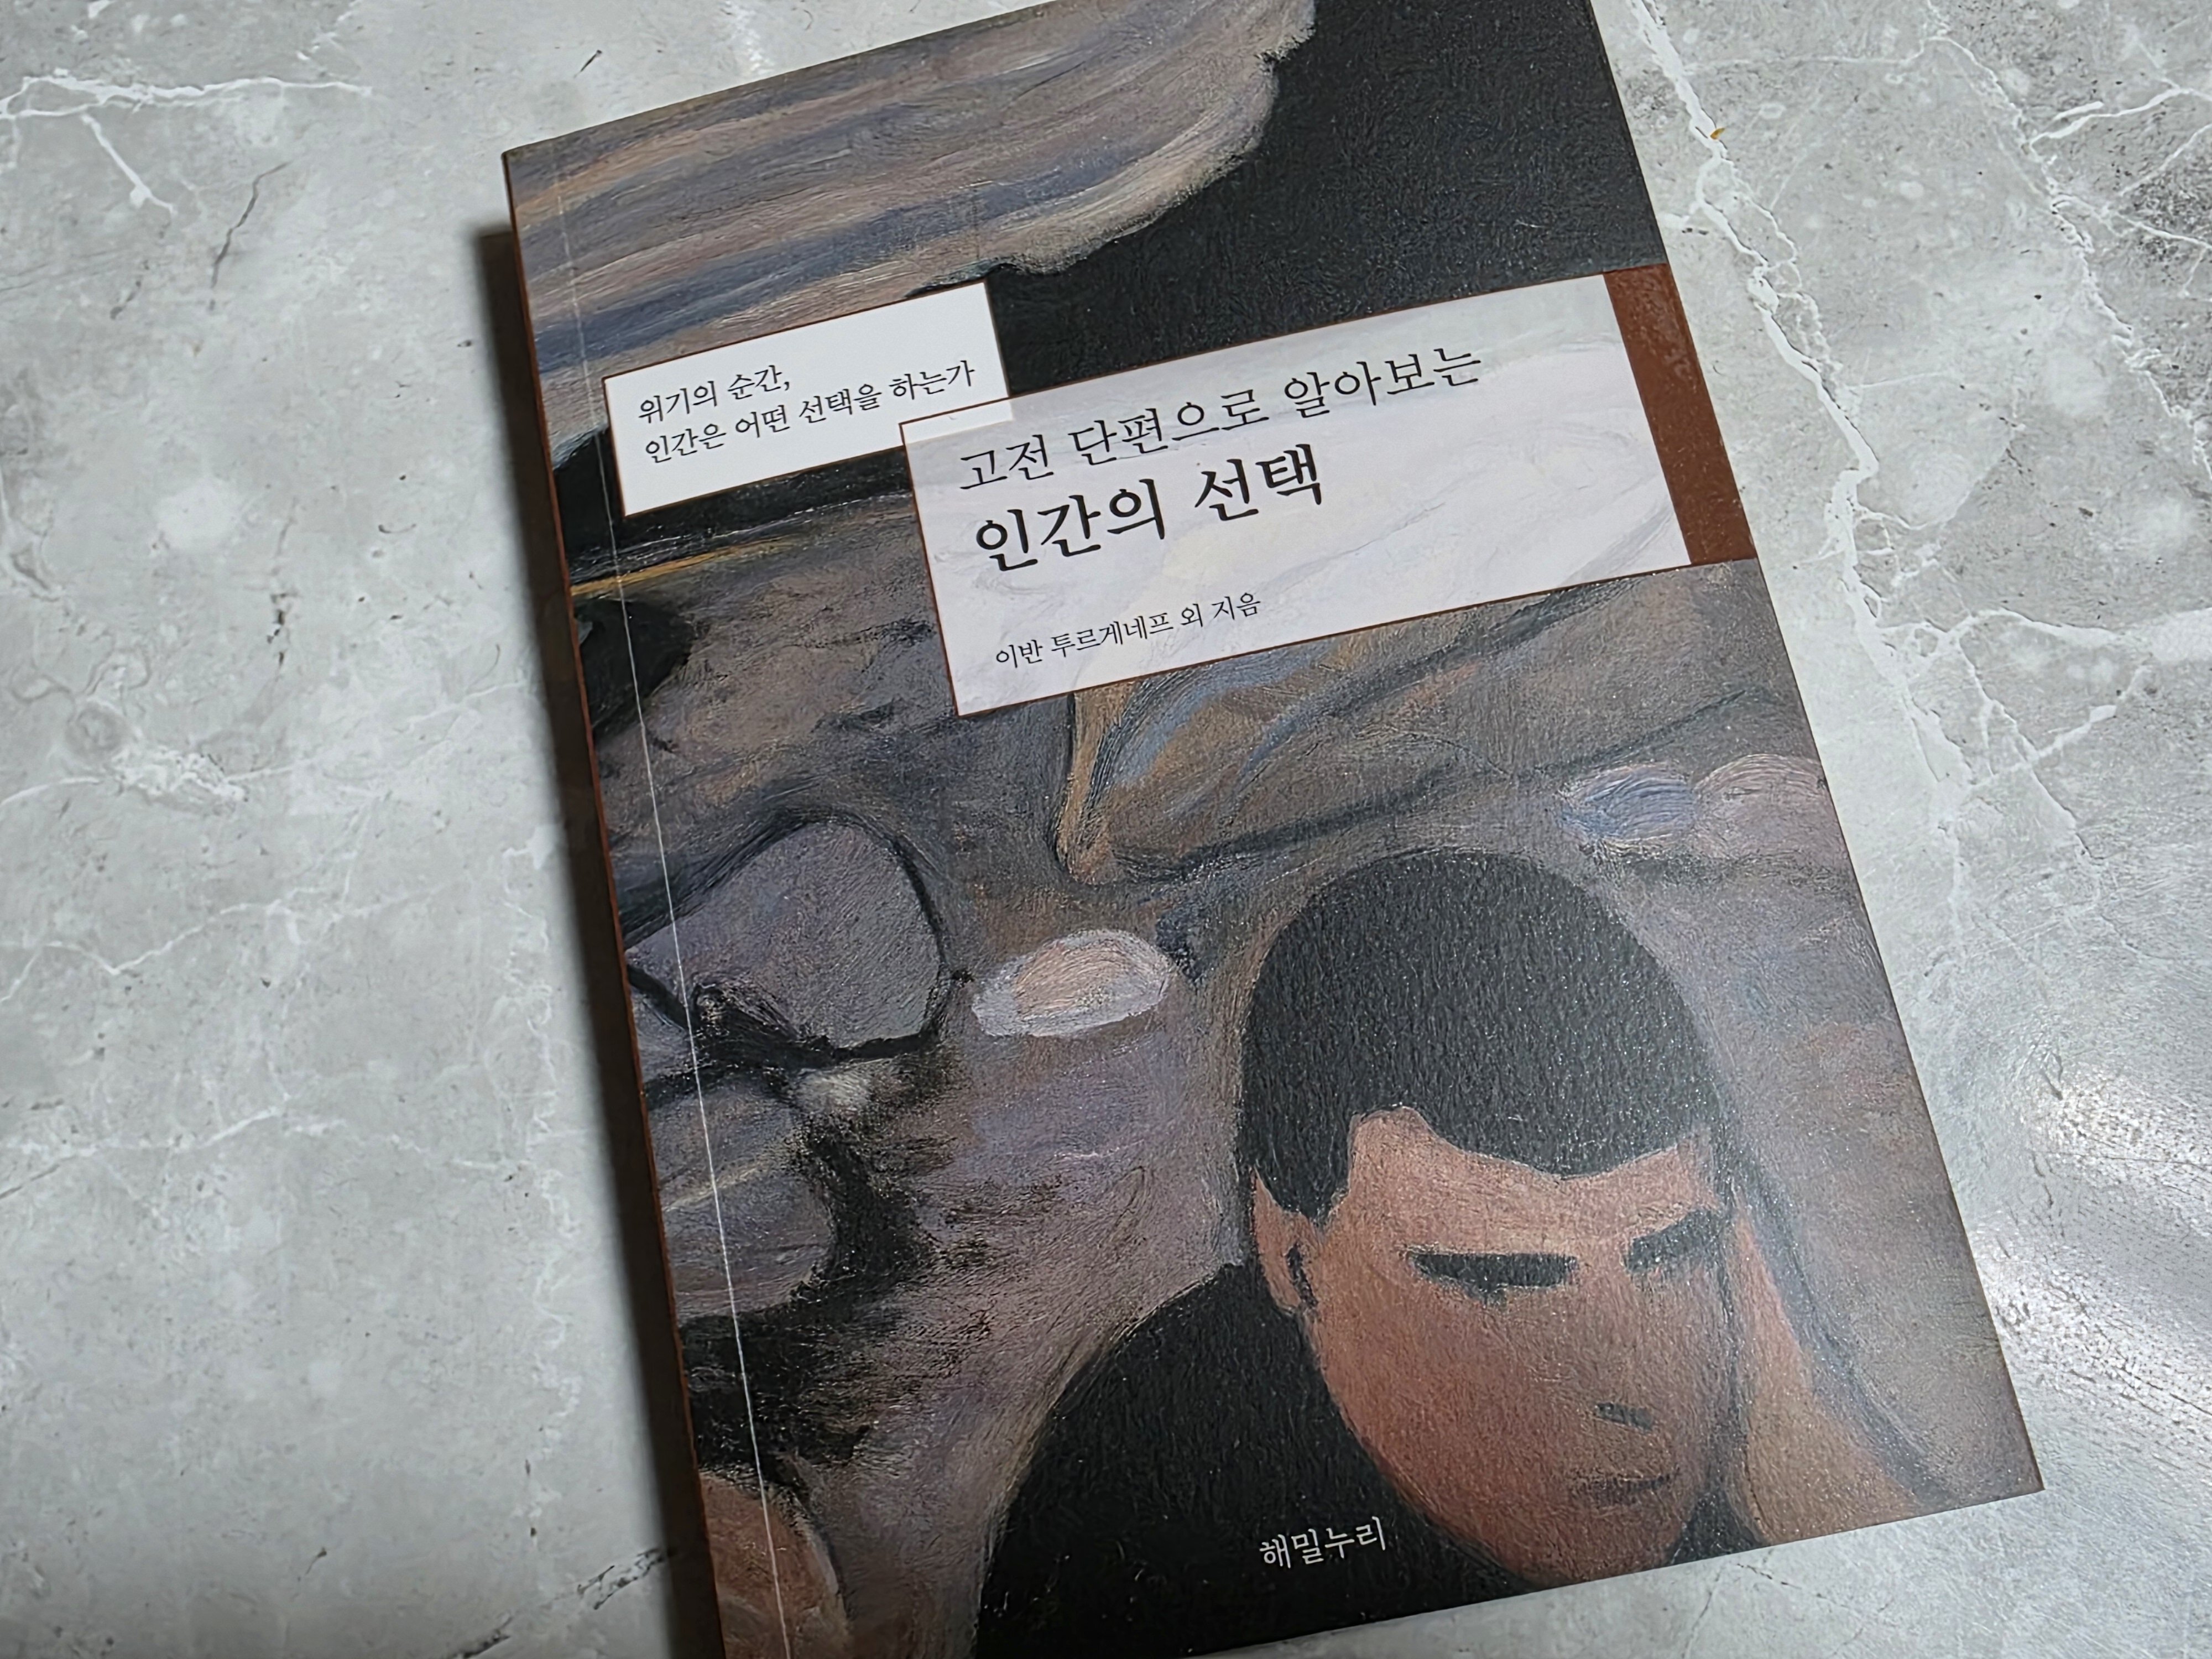 위기의 순간,
인간은 어떤 선택을 하는가
고전 단편으로 알아보는
인간의 선택
이반 투르게네프 외 지음
해밀누리